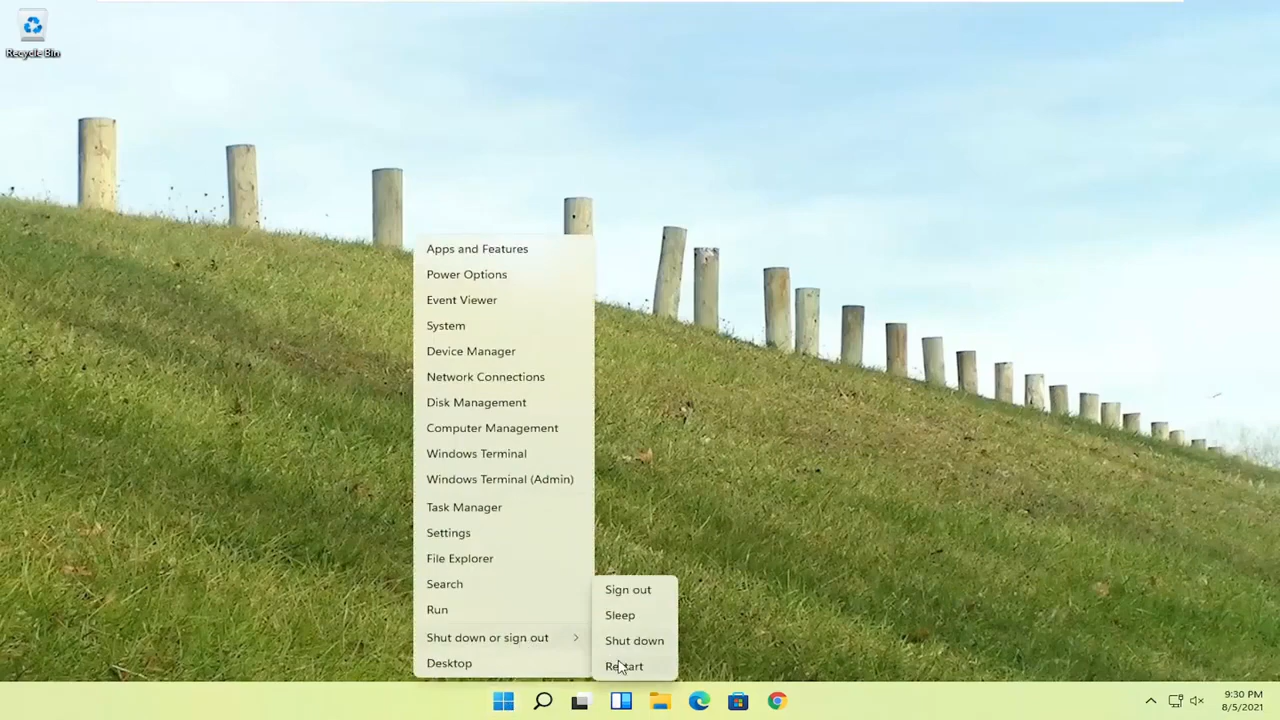 Recycle Bin
Apps and Features
Power Options
Event Viewer
System
Device Manager
Network Connections
Disk Management
Computer Management
Windows Terminal
Windows Terminal (Admin)
Task Manager
Settings
File Explorer
Search
Run
Shut down or sign out
Desktop
Sign out
Sleep
Shut down
Restart
9:30 PM
8/5/2021